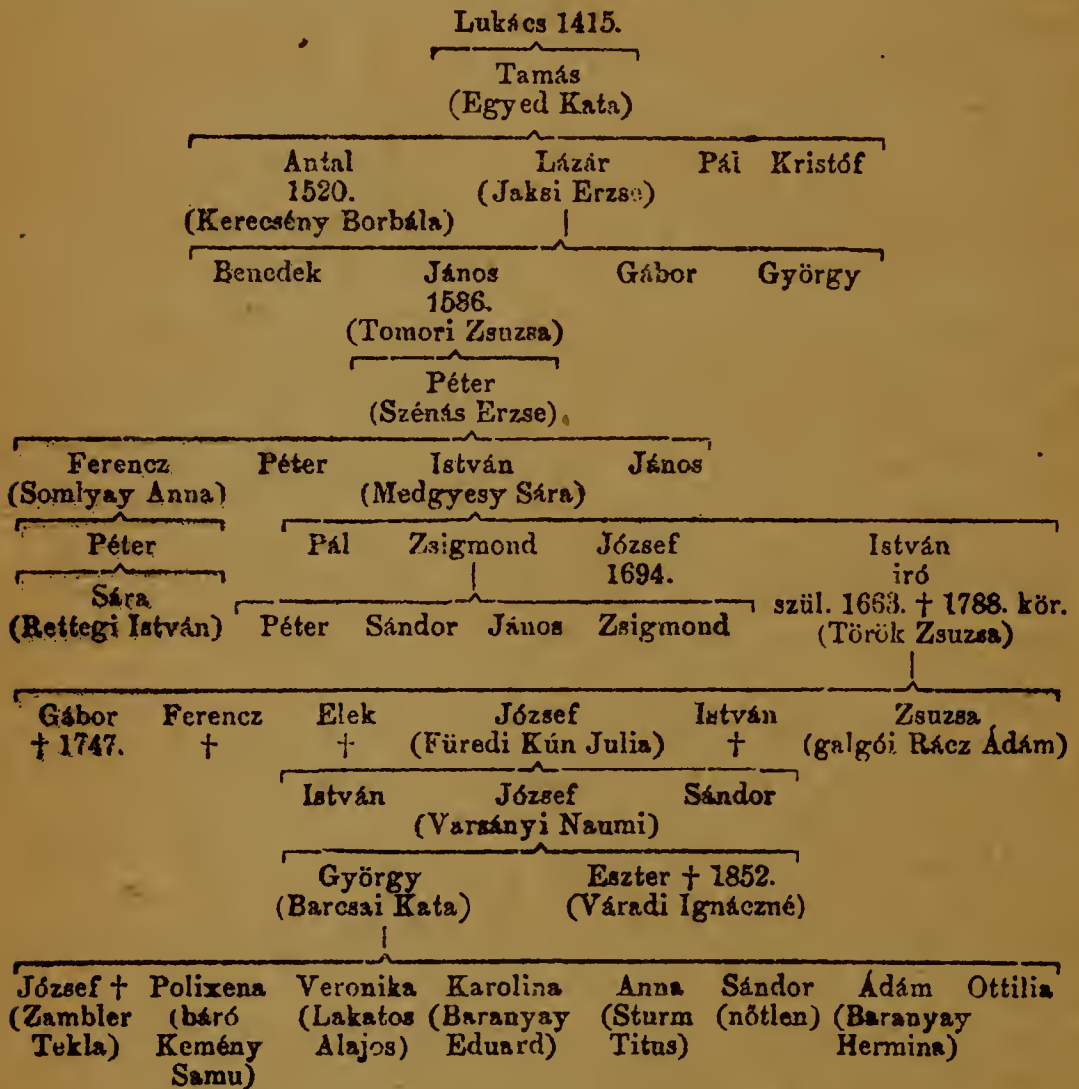 Lukács 1415.
Tamás
(Egyed Kata)
Antal Lázár Pál Kristóf
1520. (Jaksi Erzse)
(Kerecsény Borbála)
Benedek János Gábor György
1586.
(Tomori Zsuzsa)
Péter
(Szénás Erzse)
Ferencz Péter István János
(Somlyay Anna) (Medgyesy Sára)
Péter Pál Zsigmond József István
1694. iró
Sára szül. 1663. † 1788. kör.
(Rettegi István) Péter Sándor János Zsigmond (Török Zsuzsa)
Gábor Ferencz Elek József István Zsuzsa
† 1747. † † (Füredi Kún Julia) † (galgói Rácz Ádám)
István József Sándor
(Varsányi Naumi)
György Eszter † 1852.
(Barcsai Kata) (Váradi Ignáczné)
József † Polixena Veronika Karolina Anna Sándor Ádám Ottilia
(Zambler (báró (Lakatos (Baranyay (Sturm (nőtlen) (Baranyay
Tekla) Kemény Alajos) Eduard) Titus) Hermina)
Samu)